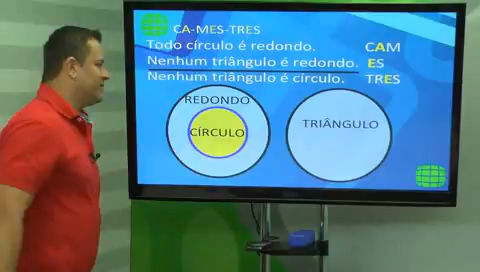 CA-MES-TRES
Todo círculo é redondo. CAM
Nenhum triângulo é redondo. ES
Nenhum triângulo é círculo. TRES
REDONDO
CÍRCULO
TRIÂNGULO